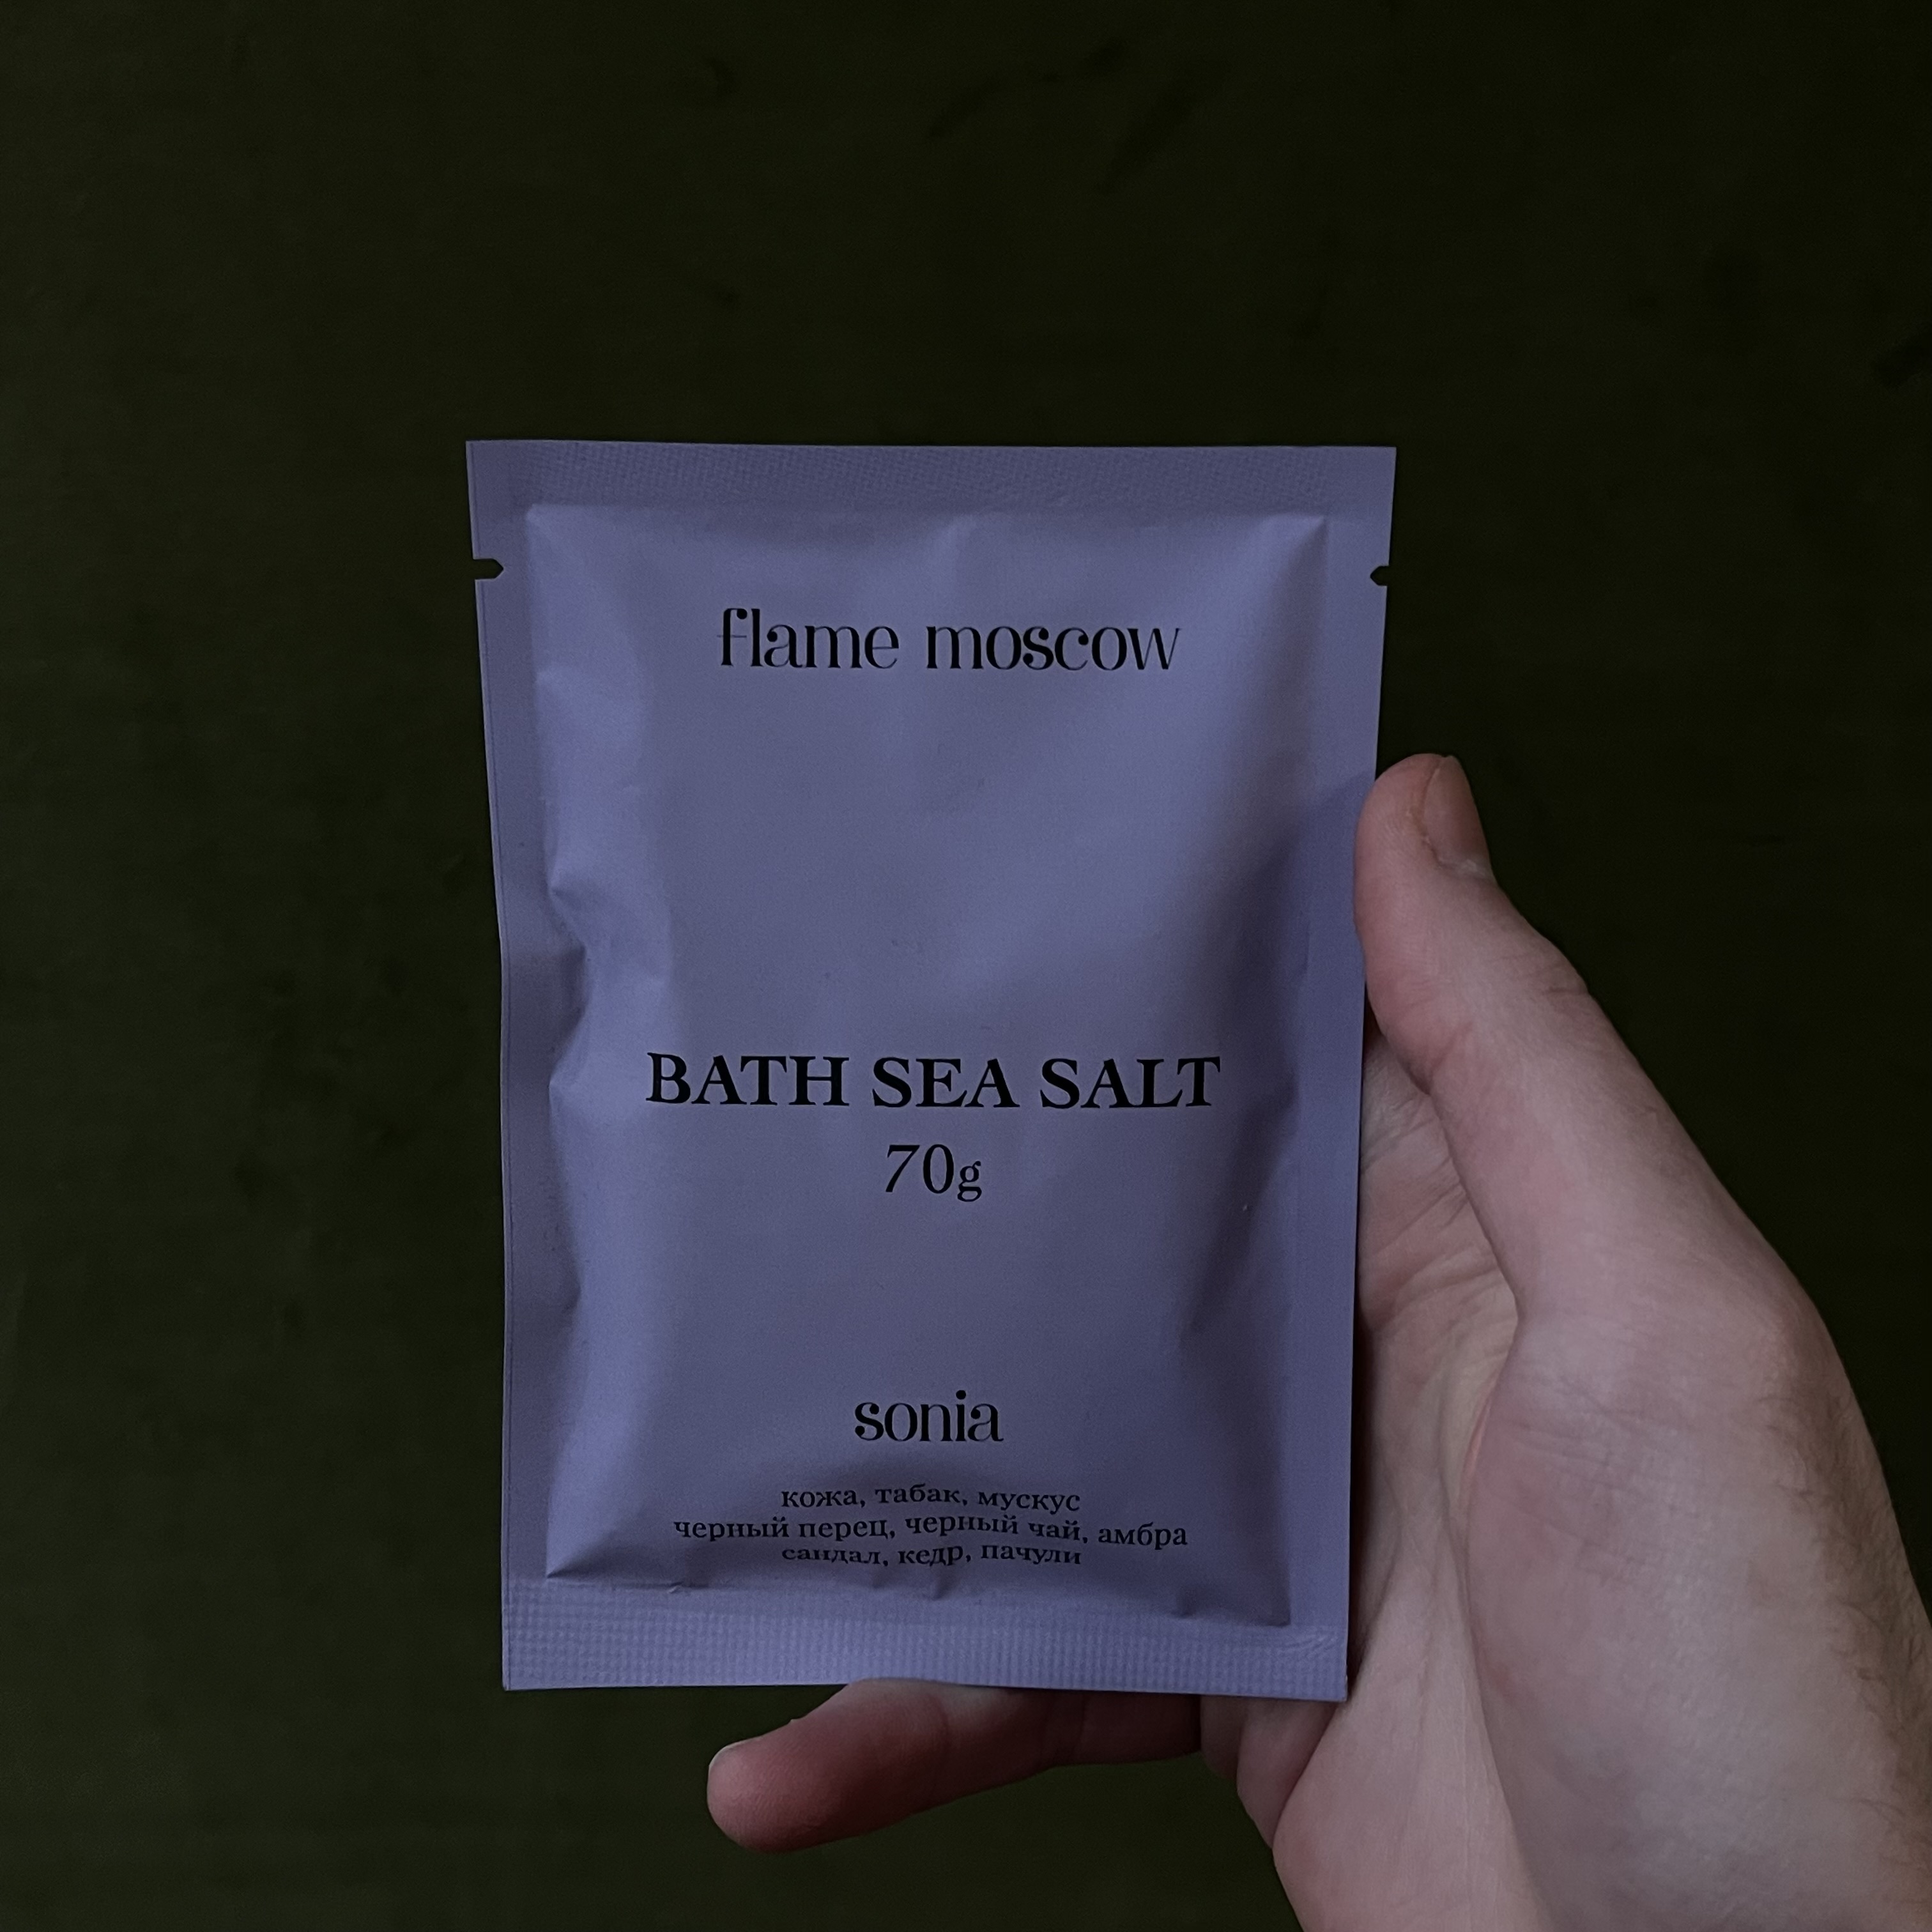 flame moscow
BATH SEA SALT
70g
sonia
кожа, табак, мускус
черный перец, черный чай, амбра
сандал, кедр, пачули